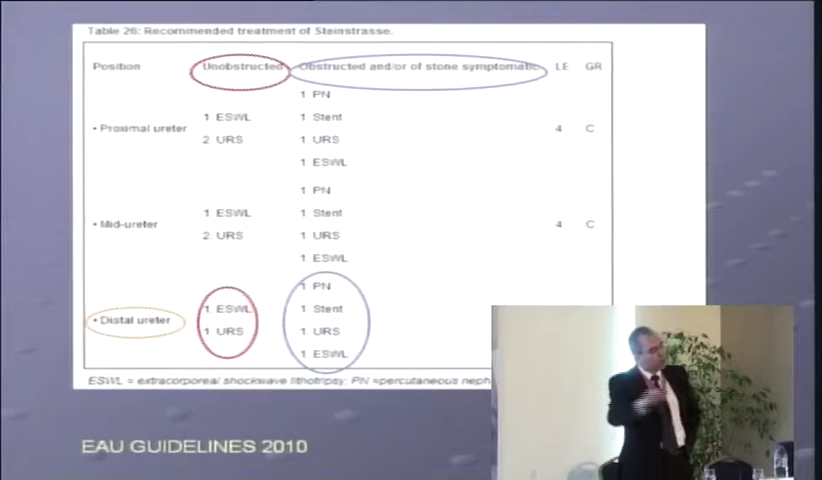 Table 26: Recommended treatment of Steinstrasse.
Position Unobstructed Obstructed and/or of stone symptomatic LE GR
1 PN
1 ESWL 1 Stent
• Proximal ureter 4 C
2 URS 1 URS
1 ESWL
1 PN
1 ESWL 1 Stent
• Mid-ureter 4 C
2 URS 1 URS
1 ESWL
1 PN
1 ESWL 1 Stent
• Distal ureter
1 URS 1 URS
1 ESWL
ESWL = extracorporeal shockwave lithotripsy; PN =percutaneous neph
EAU GUIDELINES 2010